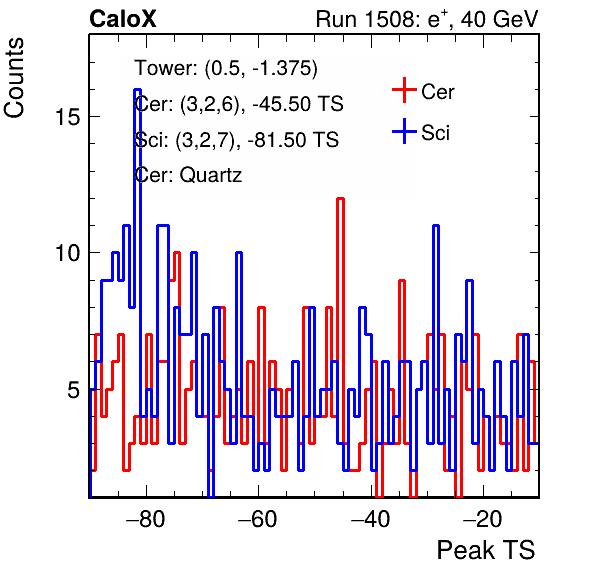 CaloX Run 1508: e⁺, 40 GeV
Counts
Tower: (0.5, -1.375)
Cer: (3,2,6), -45.50 TS
Sci: (3,2,7), -81.50 TS
Cer: Quartz
Cer
Sci
15
10
5
−80 −60 −40 −20
Peak TS